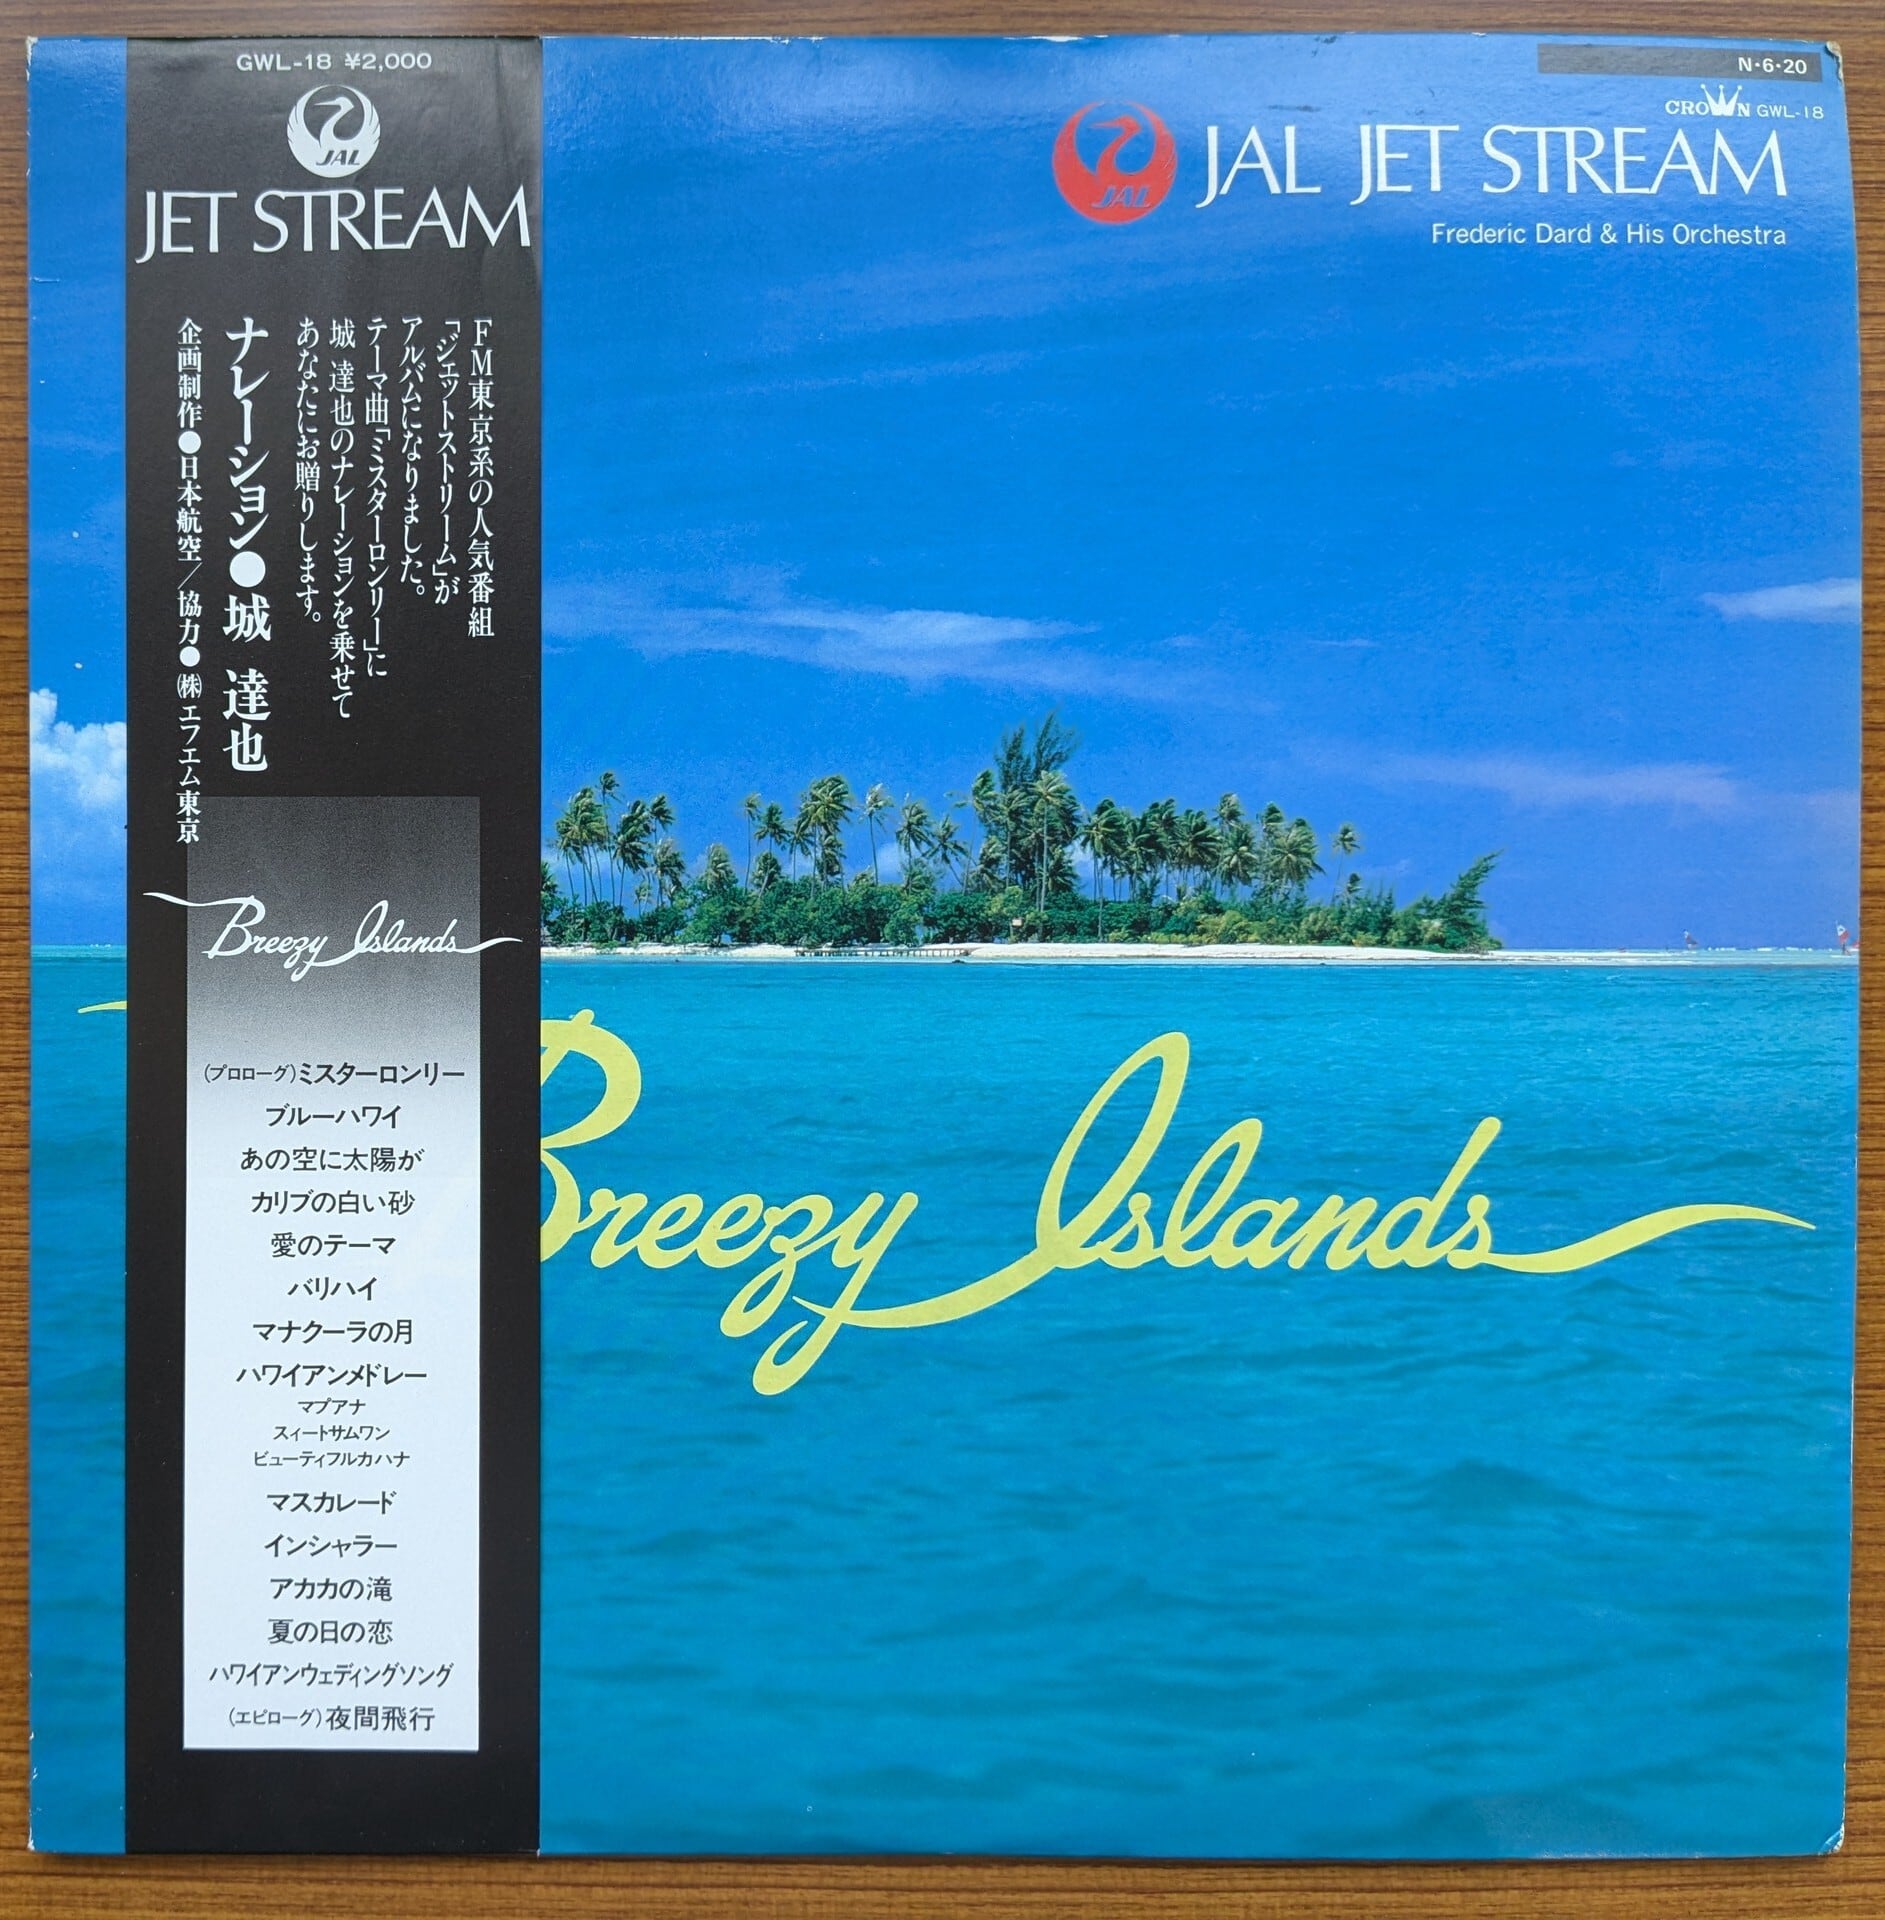 GWL-18 ¥2,000
JAL
JET STREAM
FM東京系の人気番組
「ジェットストリーム」が
アルバムになりました。
テーマ曲「ミスターロンリー」に
城 達也のナレーションを乗せて
あなたにお贈りします。
ナレーション●城 達也
企画制作●日本航空/協力●㈱エフエム東京
Breezy Islands
(プロローグ)ミスターロンリー
ブルーハワイ
あの空に太陽が
カリブの白い砂
愛のテーマ
バリハイ
マナクーラの月
ハワイアンメドレー
マプアナ
スィートサムワン
ビューティフルカハナ
マスカレード
インシャラー
アカカの滝
夏の日の恋
ハワイアンウェディングソング
(エピローグ)夜間飛行
N・6・20
CROWN GWL-18
JAL
JAL JET STREAM
Frederic Dard & His Orchestra
Breezy Islands